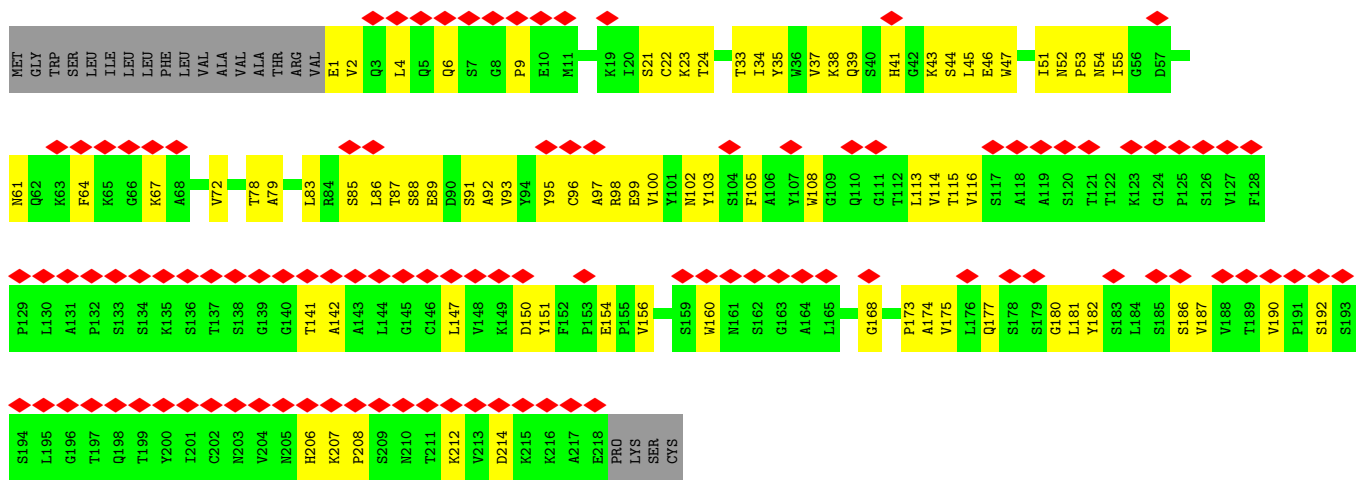 MET GLY TRP SER LEU ILE LEU LEU PHE LEU VAL ALA VAL ALA THR ARG VAL E1 V2 Q3 L4 Q5 Q6 S7 G8 P9 E10 M11 K19 I20 S21 C22 K23 T24 T33 I34 Y35 W36 V37 K38 Q39 S40 H41 G42 K43 S44 L45 E46 W47 I51 N52 P53 N54 I55 G56 D57
N61 Q62 K63 F64 K65 G66 K67 A68 V72 T78 A79 L83 R84 S85 L86 T87 S88 E89 D90 S91 A92 V93 Y94 Y95 C96 A97 R98 E99 V100 Y101 N102 Y103 S104 F105 A106 Y107 W108 G109 Q110 G111 T112 L113 V114 T115 V116 S117 A118 A119 S120 T121 T122 K123 G124 P125 S126 V127 F128
P129 L130 A131 P132 S133 S134 K135 S136 T137 S138 G139 G140 T141 A142 A143 L144 G145 C146 L147 V148 K149 D150 Y151 F152 P153 E154 P155 V156 S159 W160 N161 S162 G163 A164 L165 G168 P173 A174 V175 L176 Q177 S178 S179 G180 L181 Y182 S183 L184 S185 S186 V187 V188 T189 V190 P191 S192 S193
S194 L195 G196 T197 Q198 T199 Y200 I201 C202 N203 V204 N205 H206 K207 P208 S209 N210 T211 K212 V213 D214 K215 K216 A217 E218 PRO LYS SER CYS